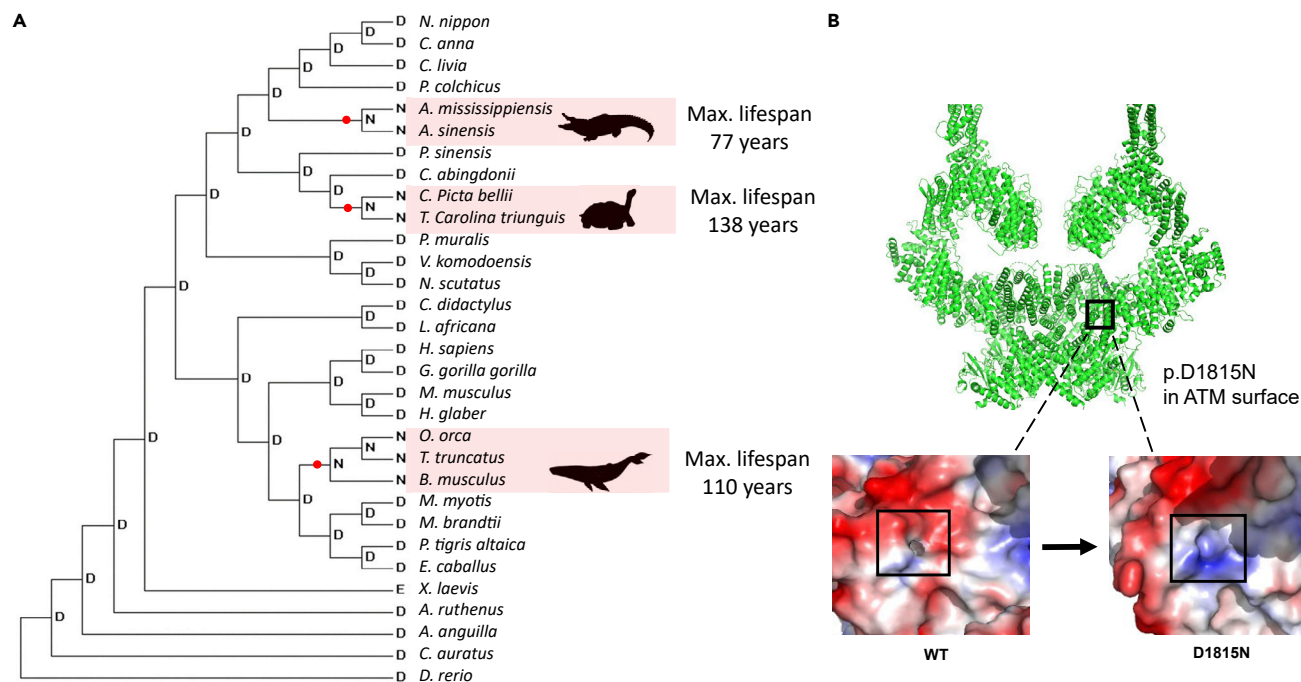 A
D N. nippon
D
D C. anna
D
D C. livia
D
D P. colchicus
D
N A. mississippiensis
N
N A. sinensis
Max. lifespan
77 years
D
D P. sinensis
D
D C. abingdonii
D
N C. Picta bellii
N
N T. Carolina triunguis
Max. lifespan
138 years
D
D P. muralis
D
D V. komodoensis
D
D N. scutatus
D
D C. didactylus
D
D L. africana
D
D H. sapiens
D
D G. gorilla gorilla
D
D M. musculus
D
D H. glaber
D
N O. orca
N
N T. truncatus
N
N B. musculus
Max. lifespan
110 years
D
D M. myotis
D
D M. brandtii
D
D P. tigris altaica
D
D E. caballus
D
E X. laevis
D
D A. ruthenus
D
D A. anguilla
D
D C. auratus
D D. rerio
B
p.D1815N
in ATM surface
WT
D1815N